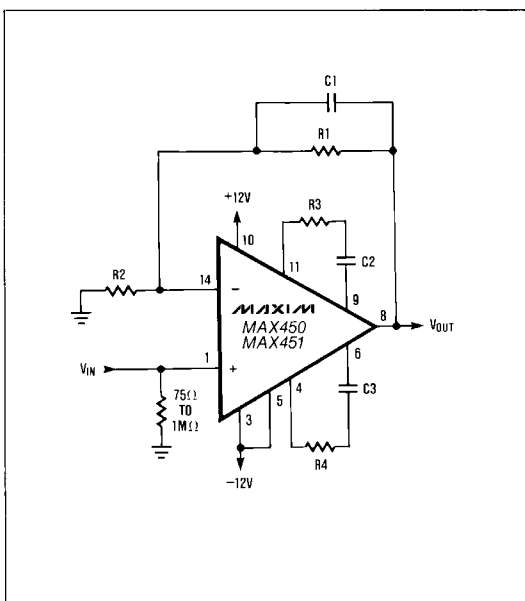 C1
R1
+12V
R3
10
11
C2
R2
14
−
9
MAXIM
MAX450
MAX451
8
VOUT
VIN
1
+
6
4
5
C3
3
75Ω
TO
1MΩ
R4
−12V